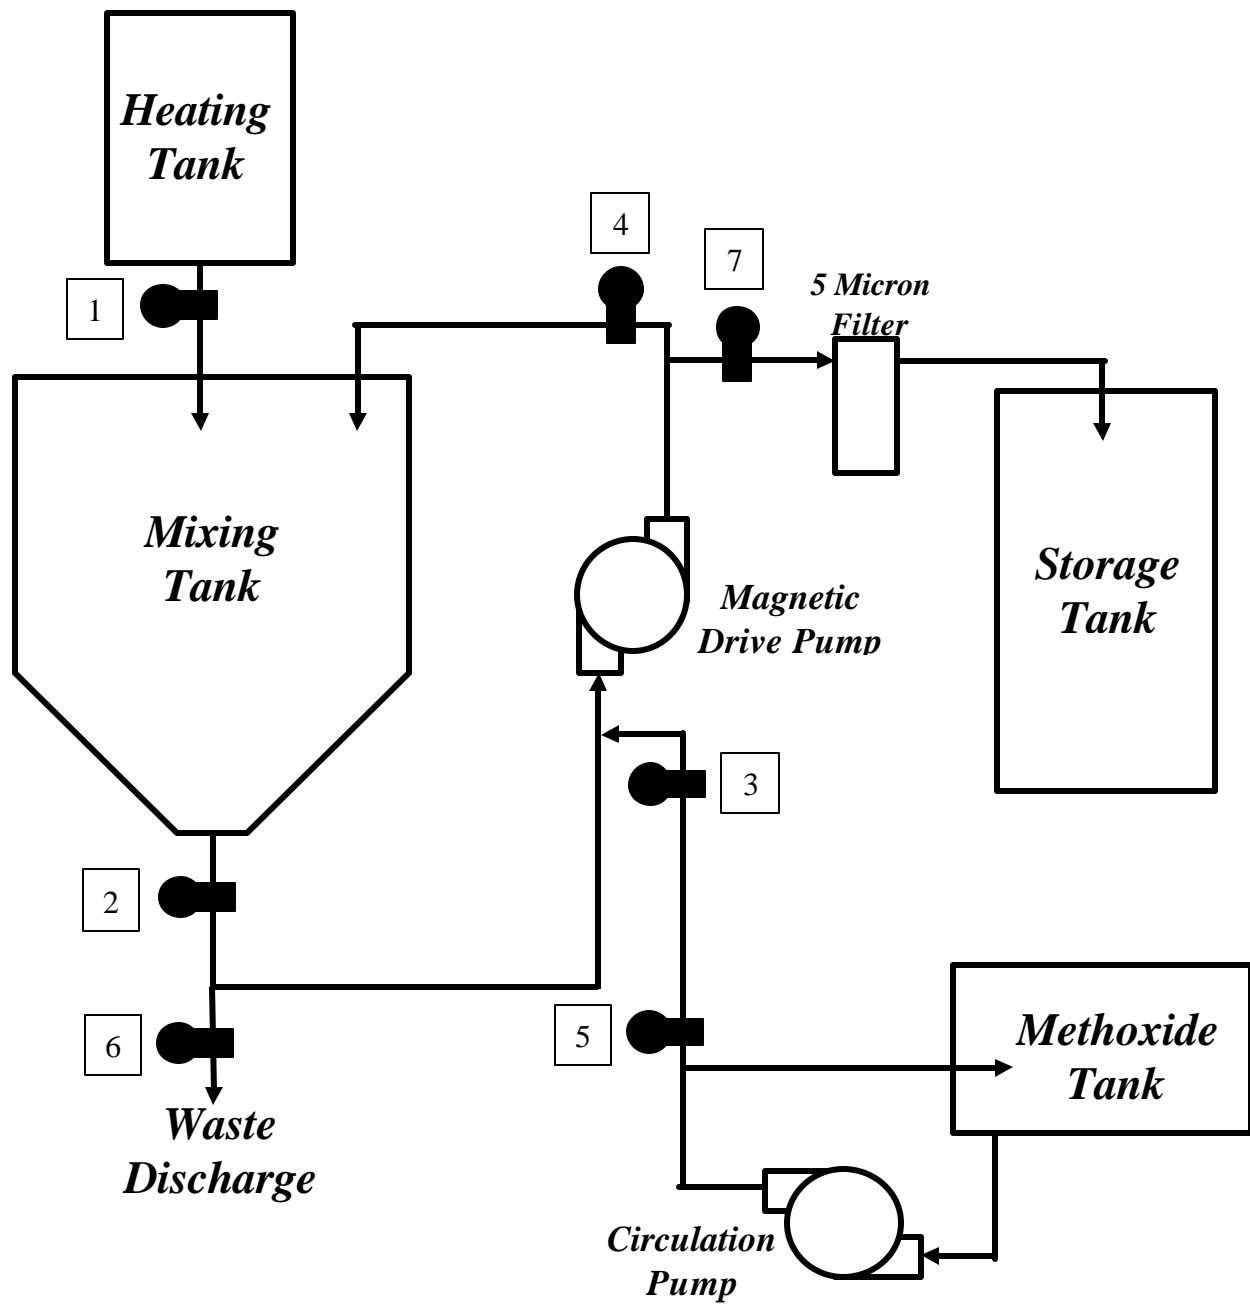 Heating
Tank
4
7
1
5 Micron
Filter
Mixing
Tank
Storage
Tank
Magnetic
Drive Pump
3
2
5
6
Methoxide
Tank
Waste
Discharge
Circulation
Pump